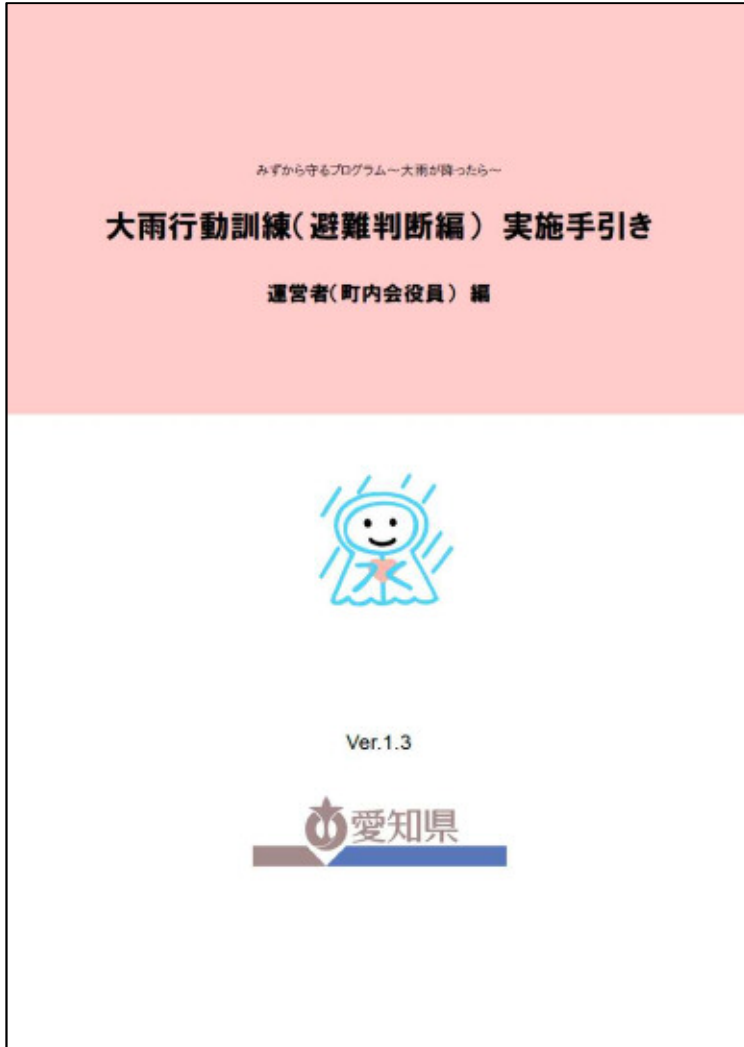 みずから守るプログラム～大雨が降ったら～
大雨行動訓練（避難判断編） 実施手引き
運営者（町内会役員） 編
水
Ver.1.3
愛知県